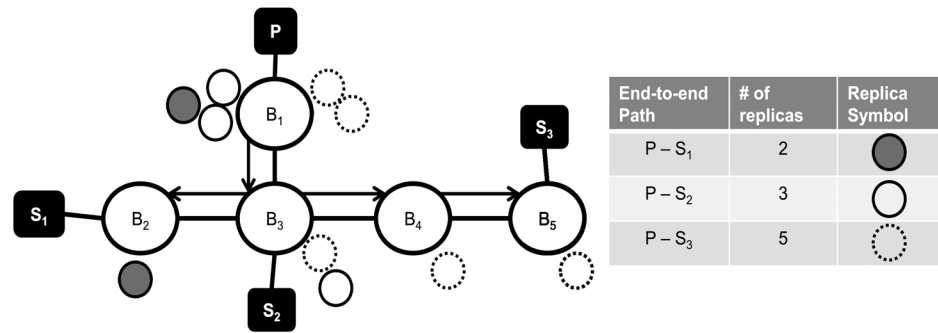 P
B1
S3
S1
B2
B3
B4
B5
S2
End-to-end Path
# of replicas
Replica Symbol
P – S1
2
P – S2
3
P – S3
5